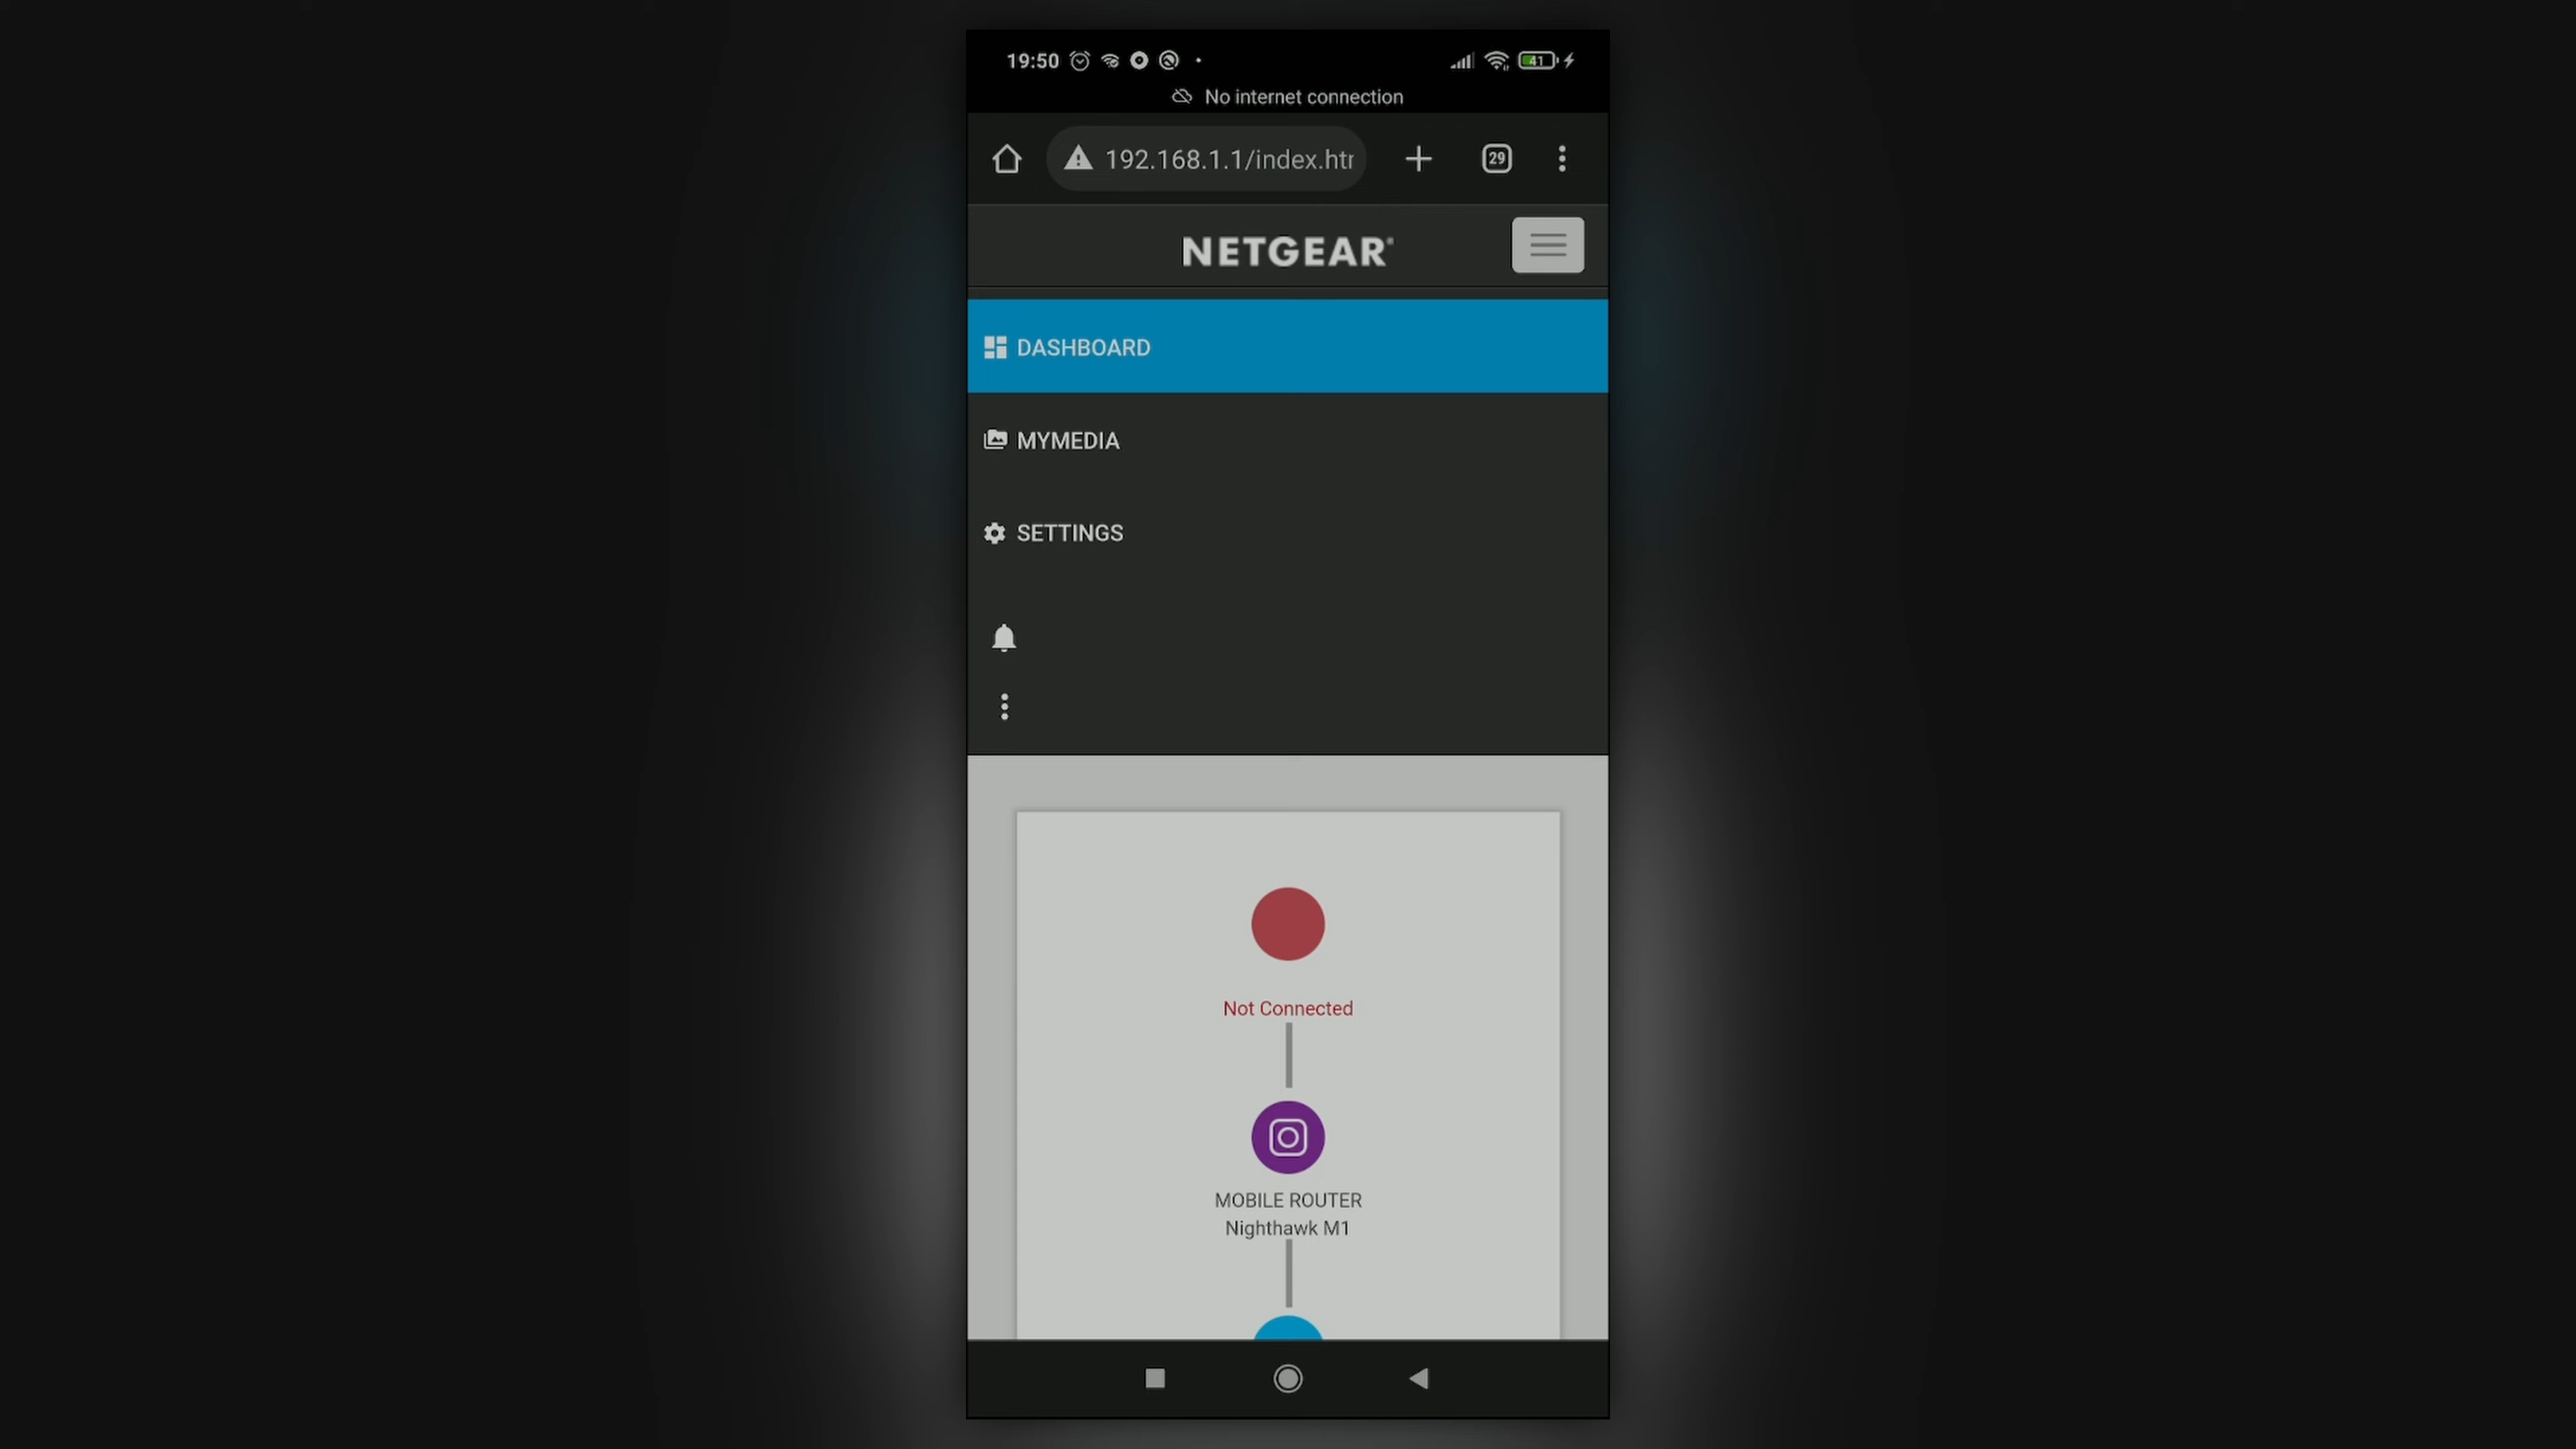 19:50
41
No internet connection
192.168.1.1/index.htr
29
NETGEAR
DASHBOARD
MYMEDIA
SETTINGS
Not Connected
MOBILE ROUTER
Nighthawk M1